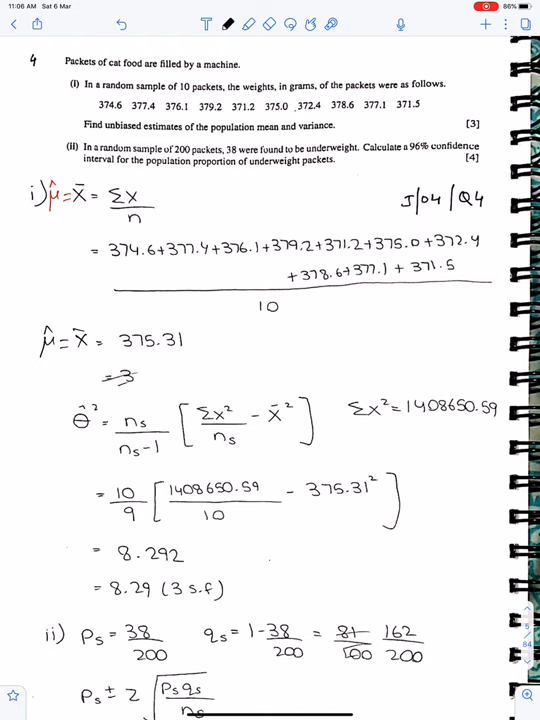 11:06 AM Sat 6 Mar
86%
4 Packets of cat food are filled by a machine.
(i) In a random sample of 10 packets, the weights, in grams, of the packets were as follows.
374.6 377.4 376.1 379.2 371.2 375.0 372.4 378.6 377.1 371.5
Find unbiased estimates of the population mean and variance. [3]
(ii) In a random sample of 200 packets, 38 were found to be underweight. Calculate a 96% confidence
interval for the population proportion of underweight packets. [4]
i) μ̂ = x̄ = Σx / n
J/04/Q4
= 374.6+377.4+376.1+379.2+371.2+375.0+372.4
+378.6+377.1+371.5
10
μ̂ = x̄ = 375.31
= 3
θ̂² = ns / ns-1 [ Σx² / ns - x̄² ] Σx² = 1408650.59
= 10/9 [ 1408650.59 / 10 - 375.31² ]
= 8.292
= 8.29 (3 s.f)
ii) Ps = 38/200 qs = 1 - 38/200 = 81/100 162/200
Ps ± z √ Ps qs / ns
5
/
84